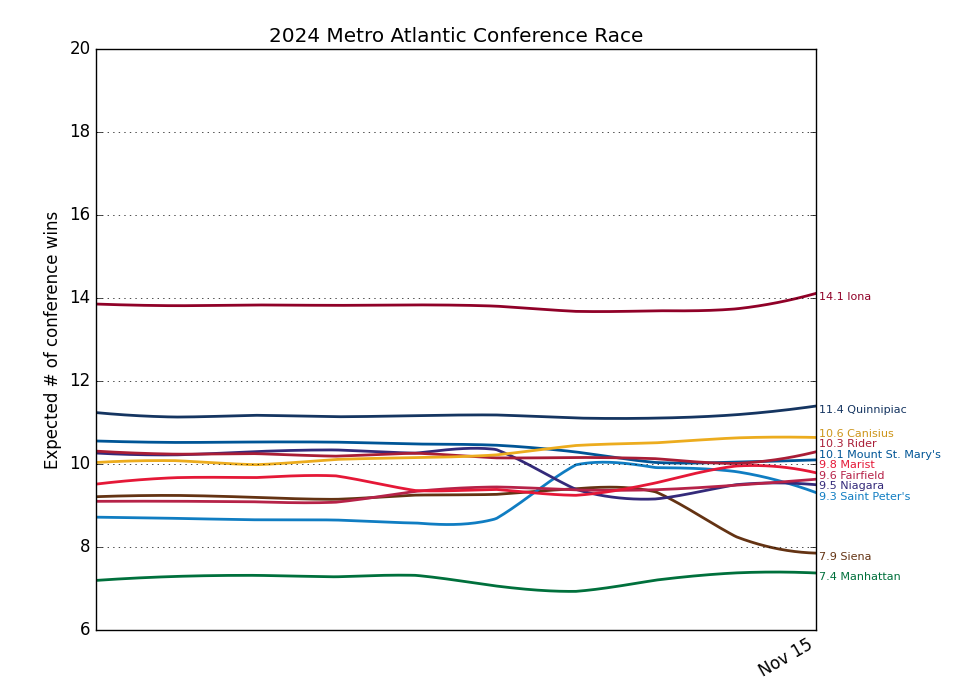 2024 Metro Atlantic Conference Race
Expected # of conference wins
20
18
16
14
12
10
8
6
14.1 Iona
11.4 Quinnipiac
10.6 Canisius
10.3 Rider
10.1 Mount St. Mary's
9.8 Marist
9.6 Fairfield
9.5 Niagara
9.3 Saint Peter's
7.9 Siena
7.4 Manhattan
Nov 15